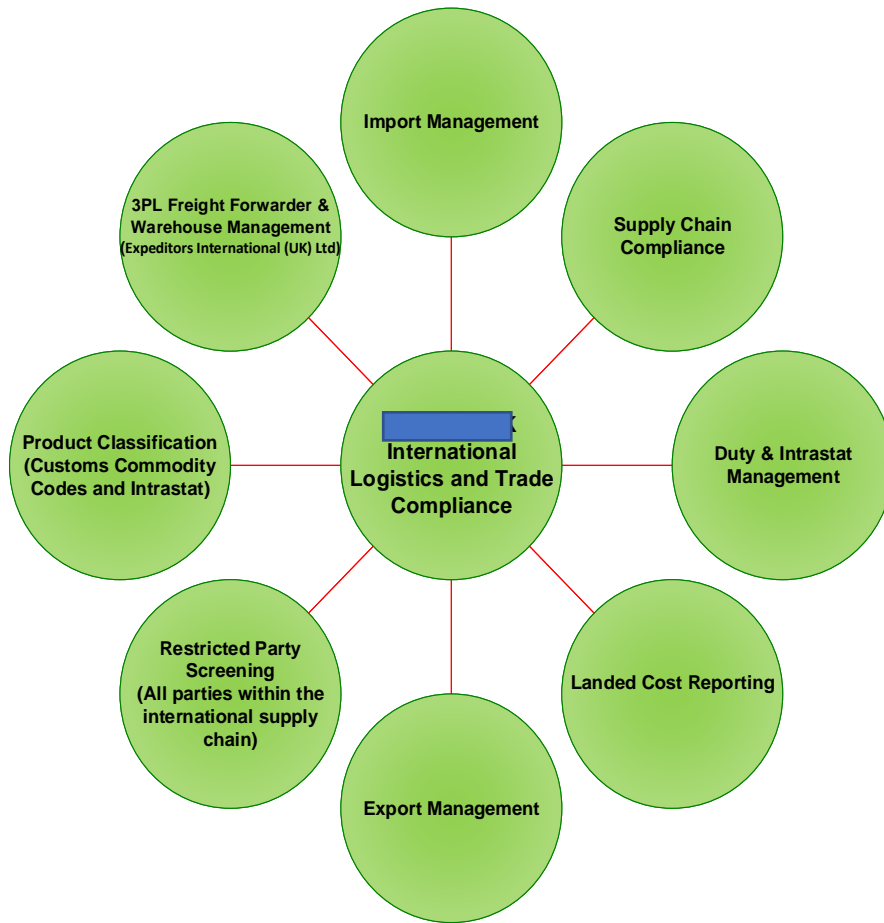 Import Management
3PL Freight Forwarder &
Warehouse Management
(Expeditors International (UK) Ltd)
Supply Chain
Compliance
Product Classification
(Customs Commodity
Codes and Intrastat)
International
Logistics and Trade
Compliance
Duty & Intrastat
Management
Restricted Party
Screening
(All parties within the
international supply
chain)
Landed Cost Reporting
Export Management